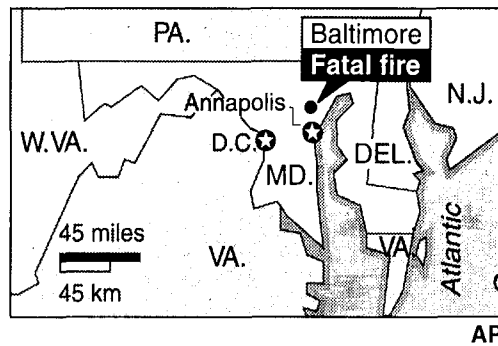 PA.
Baltimore
Fatal fire
N.J.
Annapolis
W.VA.
D.C.
DEL.
MD.
45 miles
VA.
VA
Atlantic
45 km
AP